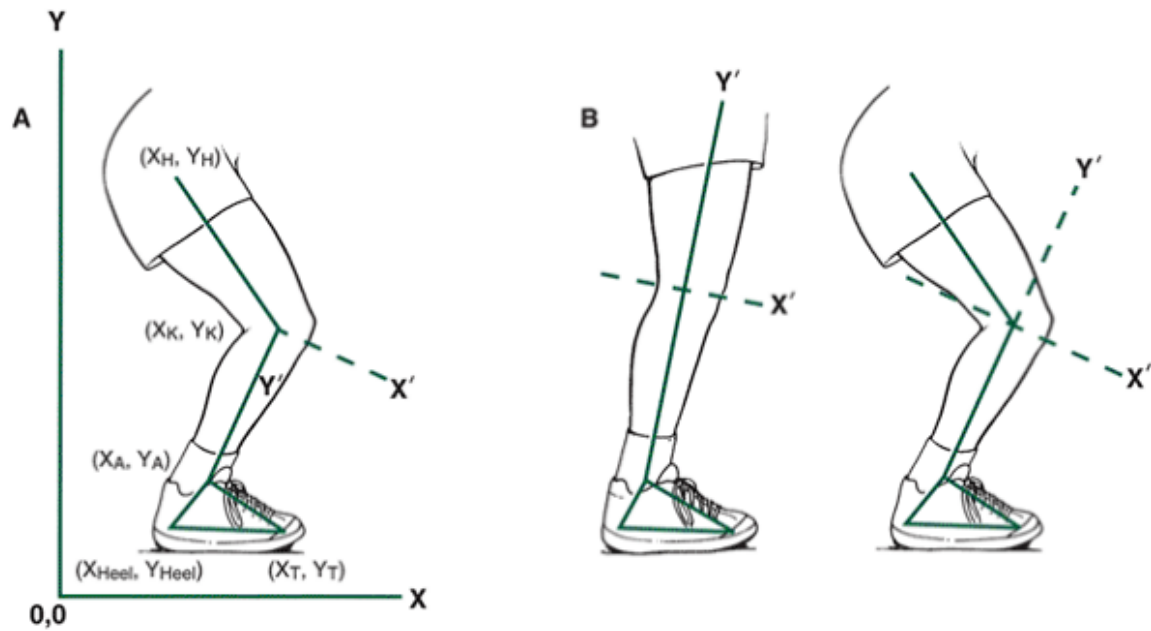 Y
A
(XH, YH)
(XK, YK)
Y′
X′
(XA, YA)
(XHeel, YHeel)
(XT, YT)
X
0,0
B
Y′
X′
Y′
X′